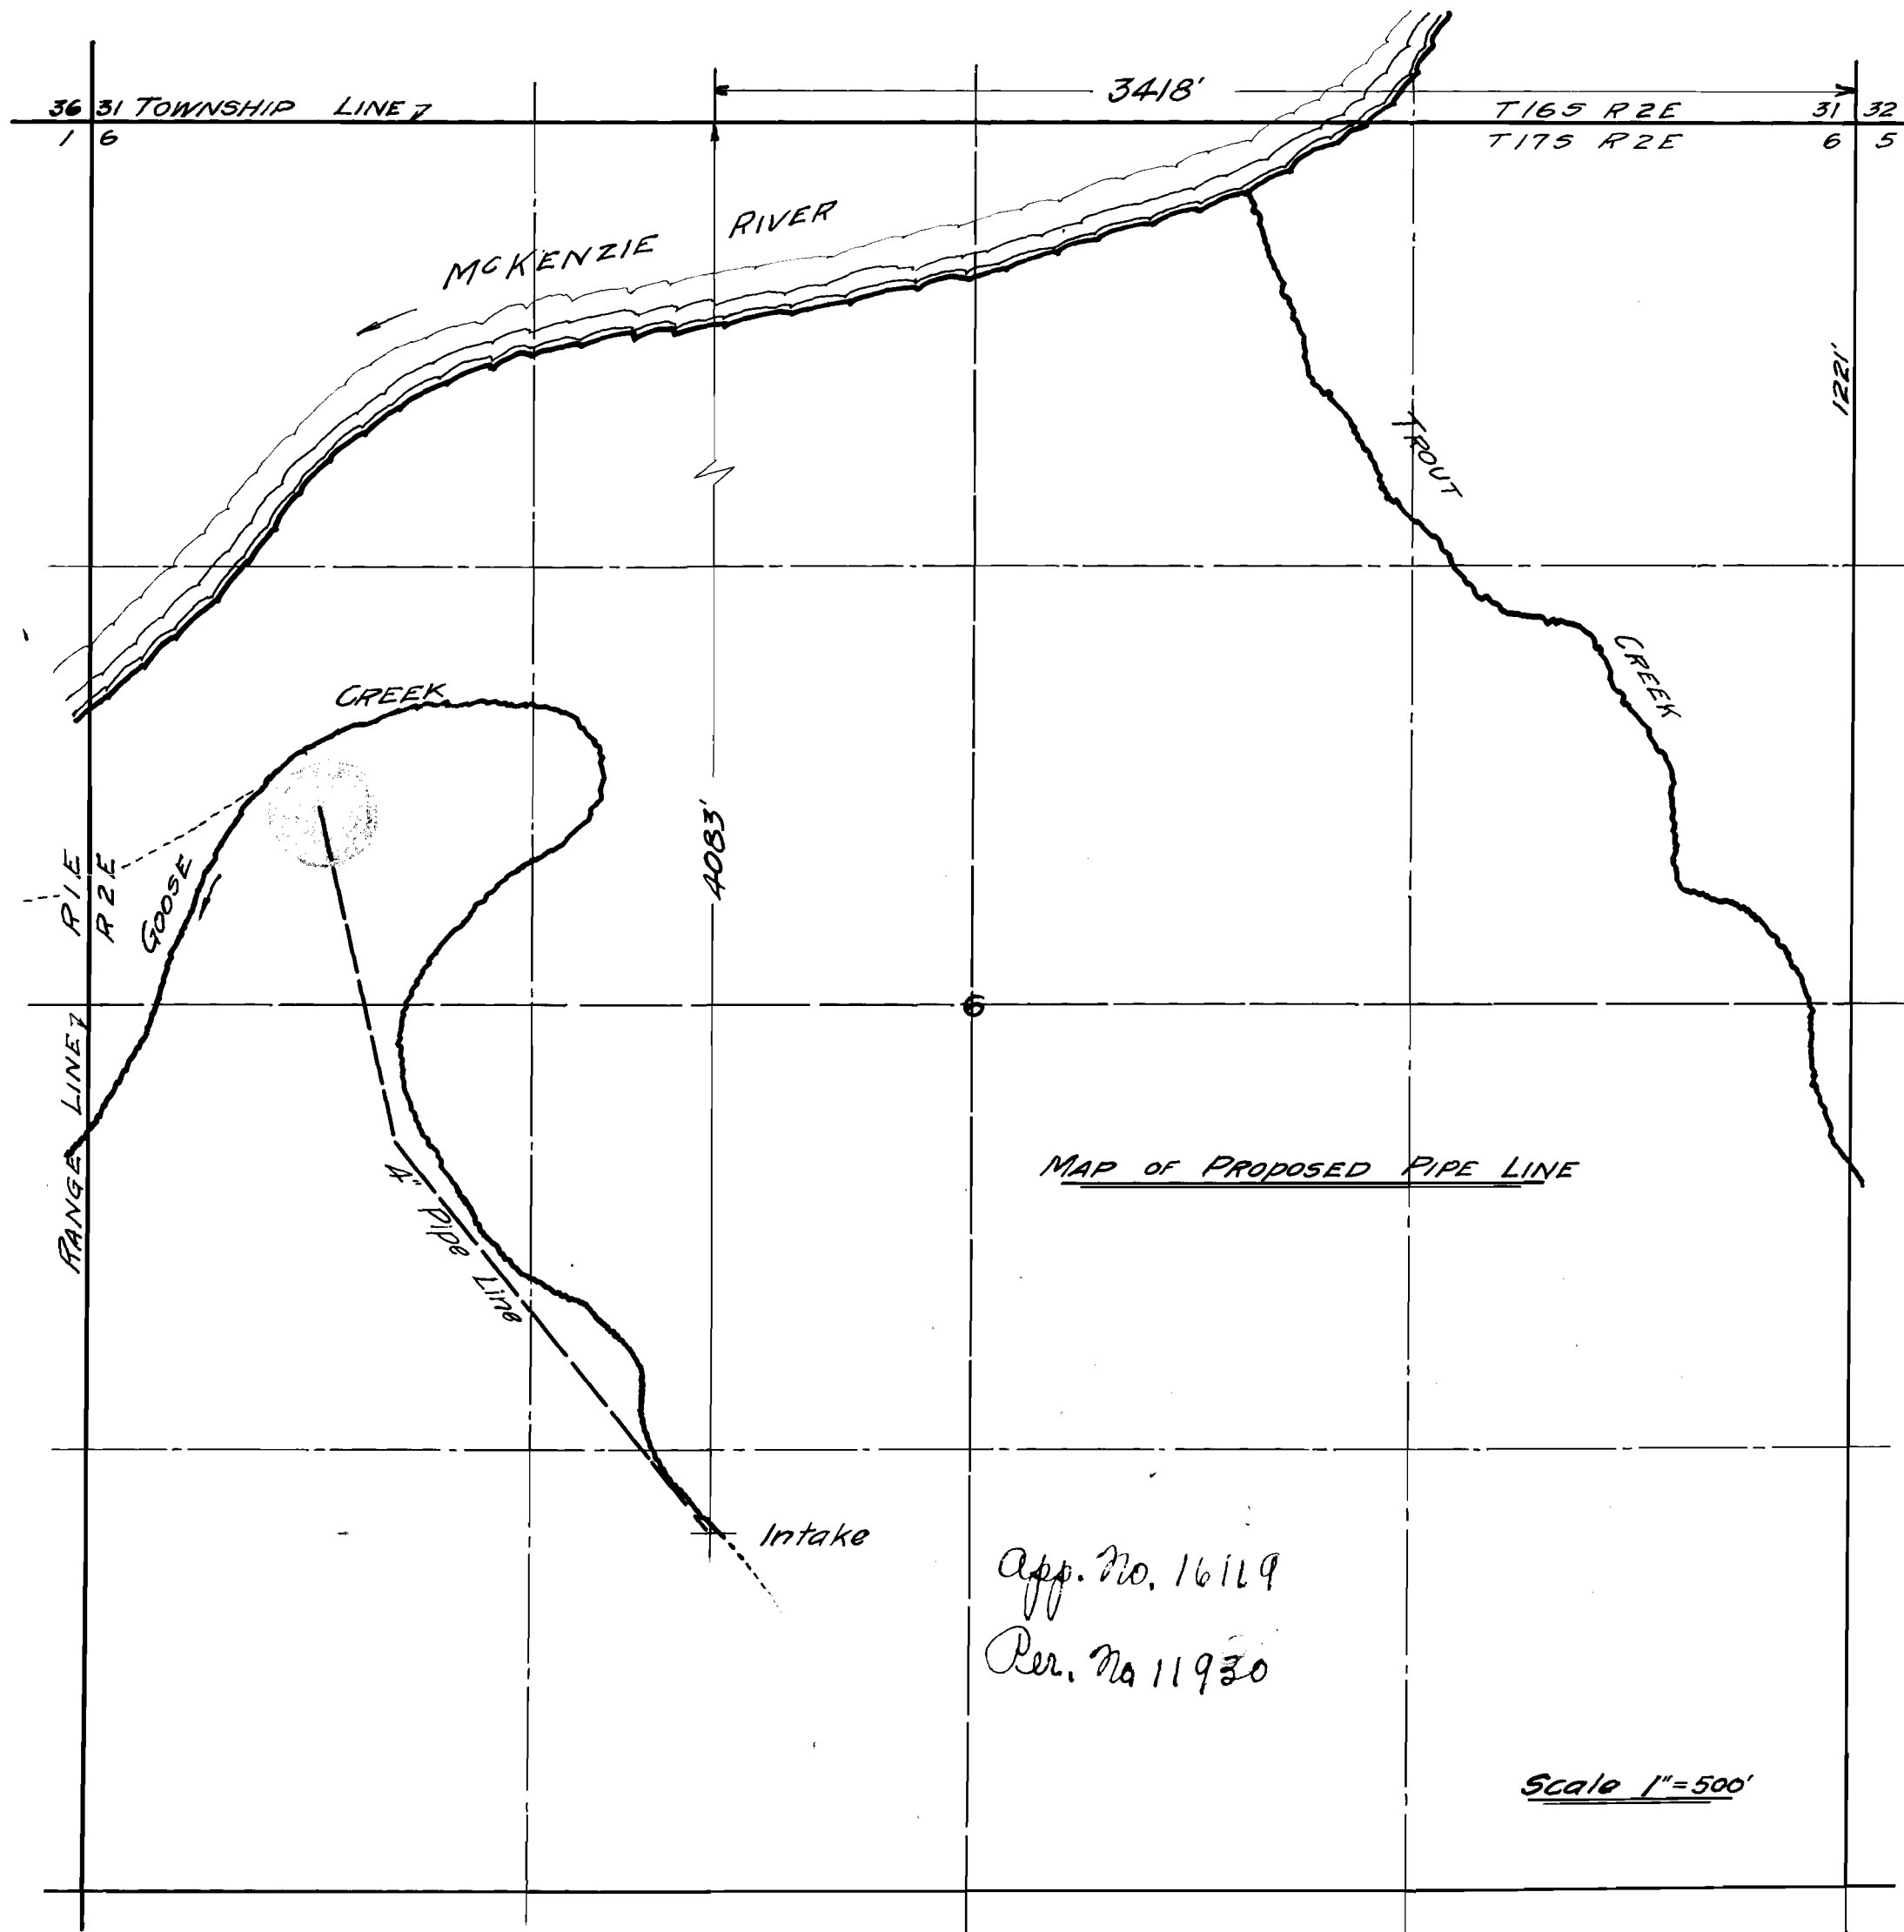 3418'
36 31 TOWNSHIP LINE
T16S R2E 31 32
1 6
T17S R2E 6 5
MCKENZIE RIVER
1221'
TROUT
CREEK
CREEK
4083'
GOOSE
R1E
R2E
6
RANGE LINE
4" Pipe Line
MAP OF PROPOSED PIPE LINE
Intake
App. No. 16119
Per. No 11930
Scale 1"=500'